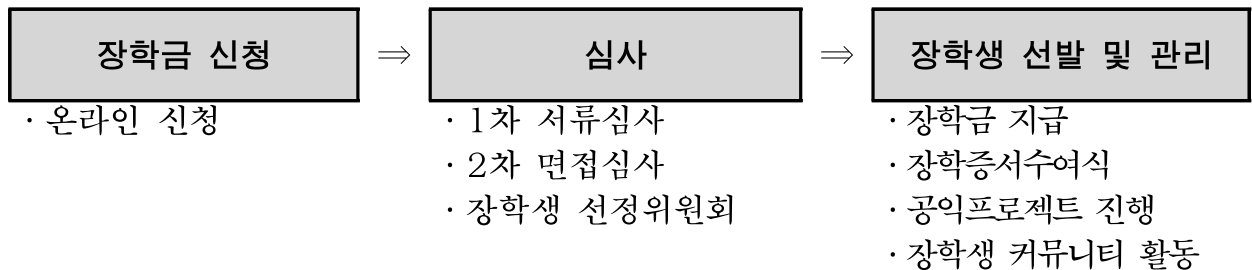 장학금 신청 ⇒ 심사 ⇒ 장학생 선발 및 관리
· 온라인 신청
· 1차 서류심사
· 2차 면접심사
· 장학생 선정위원회
· 장학금 지급
· 장학증서수여식
· 공익프로젝트 진행
· 장학생 커뮤니티 활동